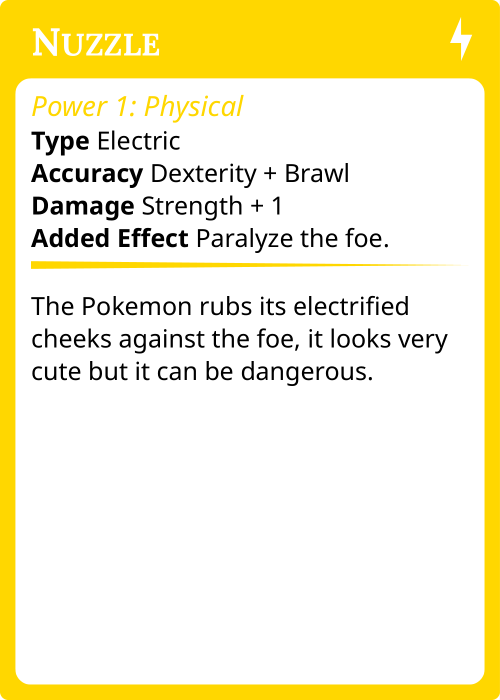 Nuzzle
Power 1: Physical
Type Electric
Accuracy Dexterity + Brawl
Damage Strength + 1
Added Effect Paralyze the foe.
The Pokemon rubs its electrified
cheeks against the foe, it looks very
cute but it can be dangerous.